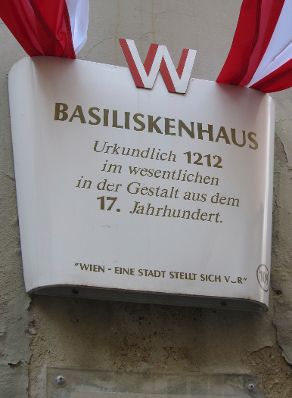 W
BASILISKENHAUS
Urkundlich 1212
im wesentlichen
in der Gestalt aus dem
17. Jahrhundert.
"WIEN - EINE STADT STELLT SICH VOR"